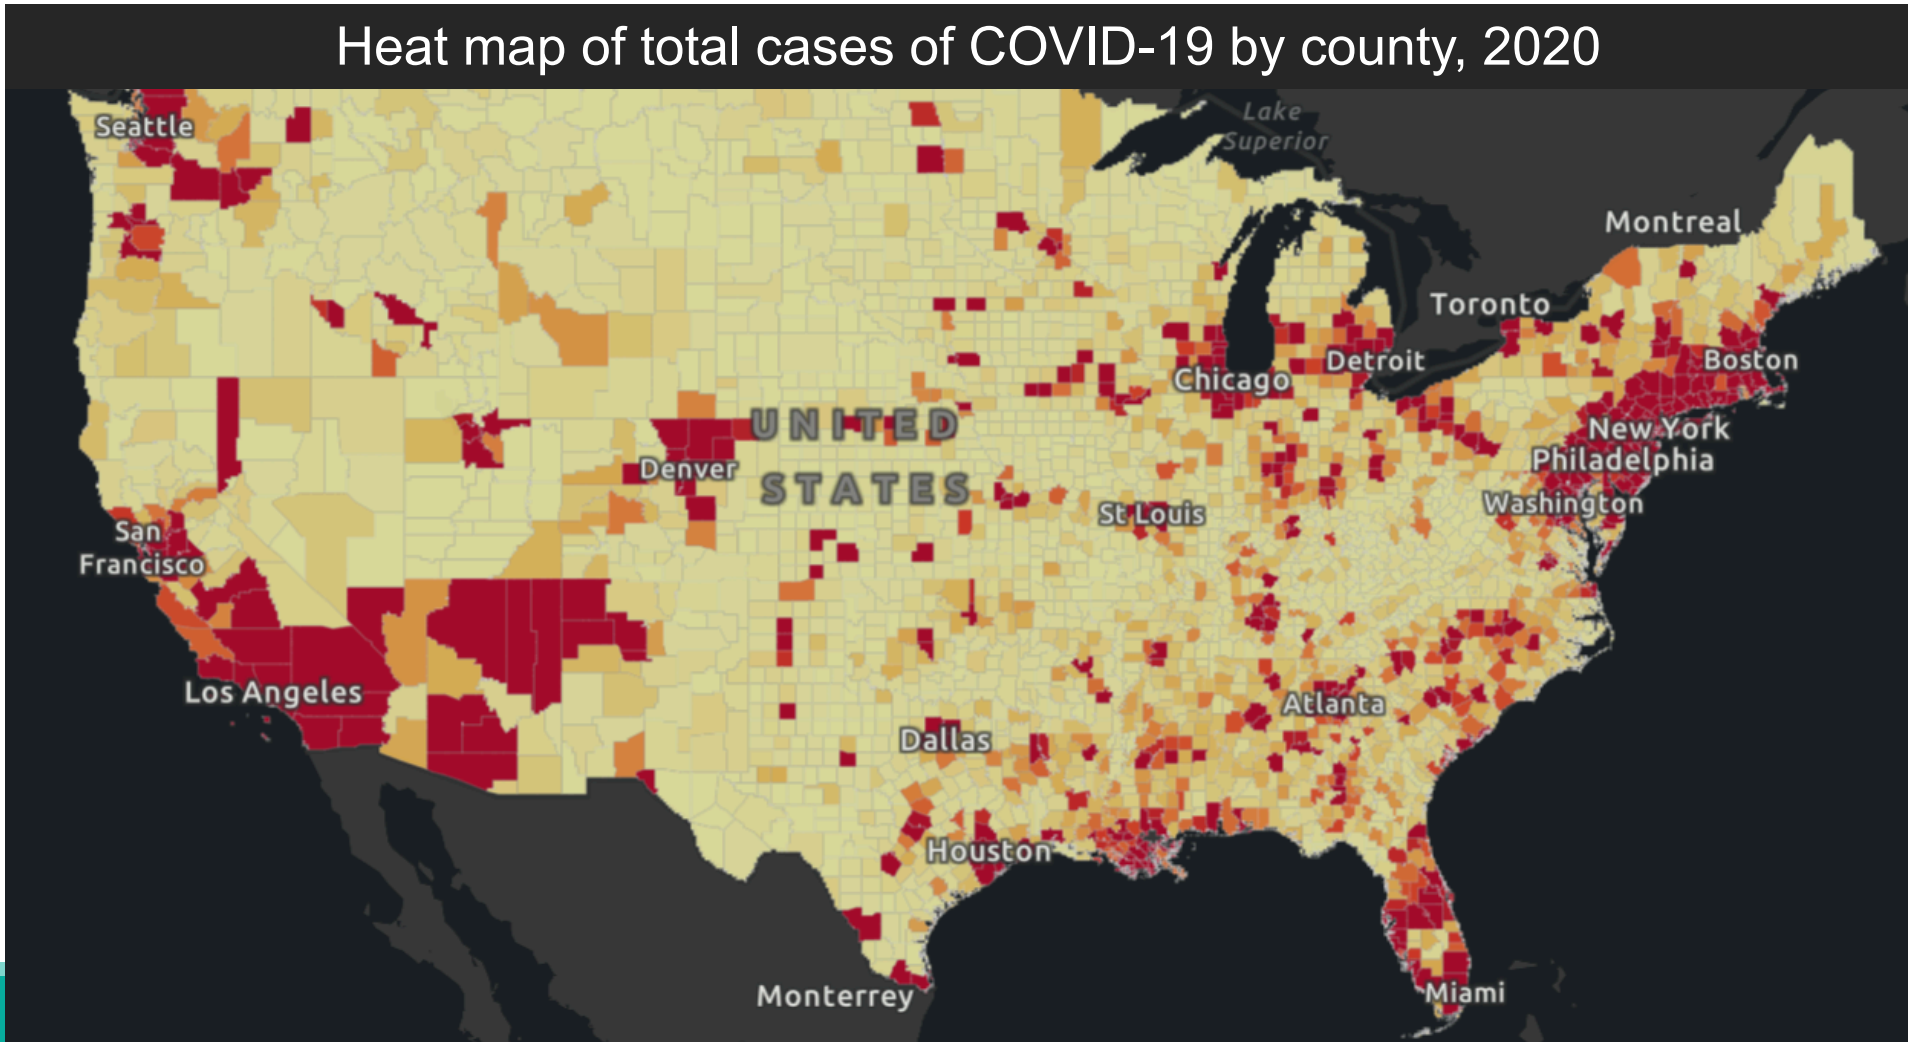 Heat map of total cases of COVID-19 by county, 2020
Lake
Superior
Seattle
Montreal
Toronto
Boston
Detroit
Chicago
UNITED
STATES
New York
Philadelphia
Denver
Washington
St Louis
San
Francisco
Los Angeles
Atlanta
Dallas
Houston
Monterrey
Miami